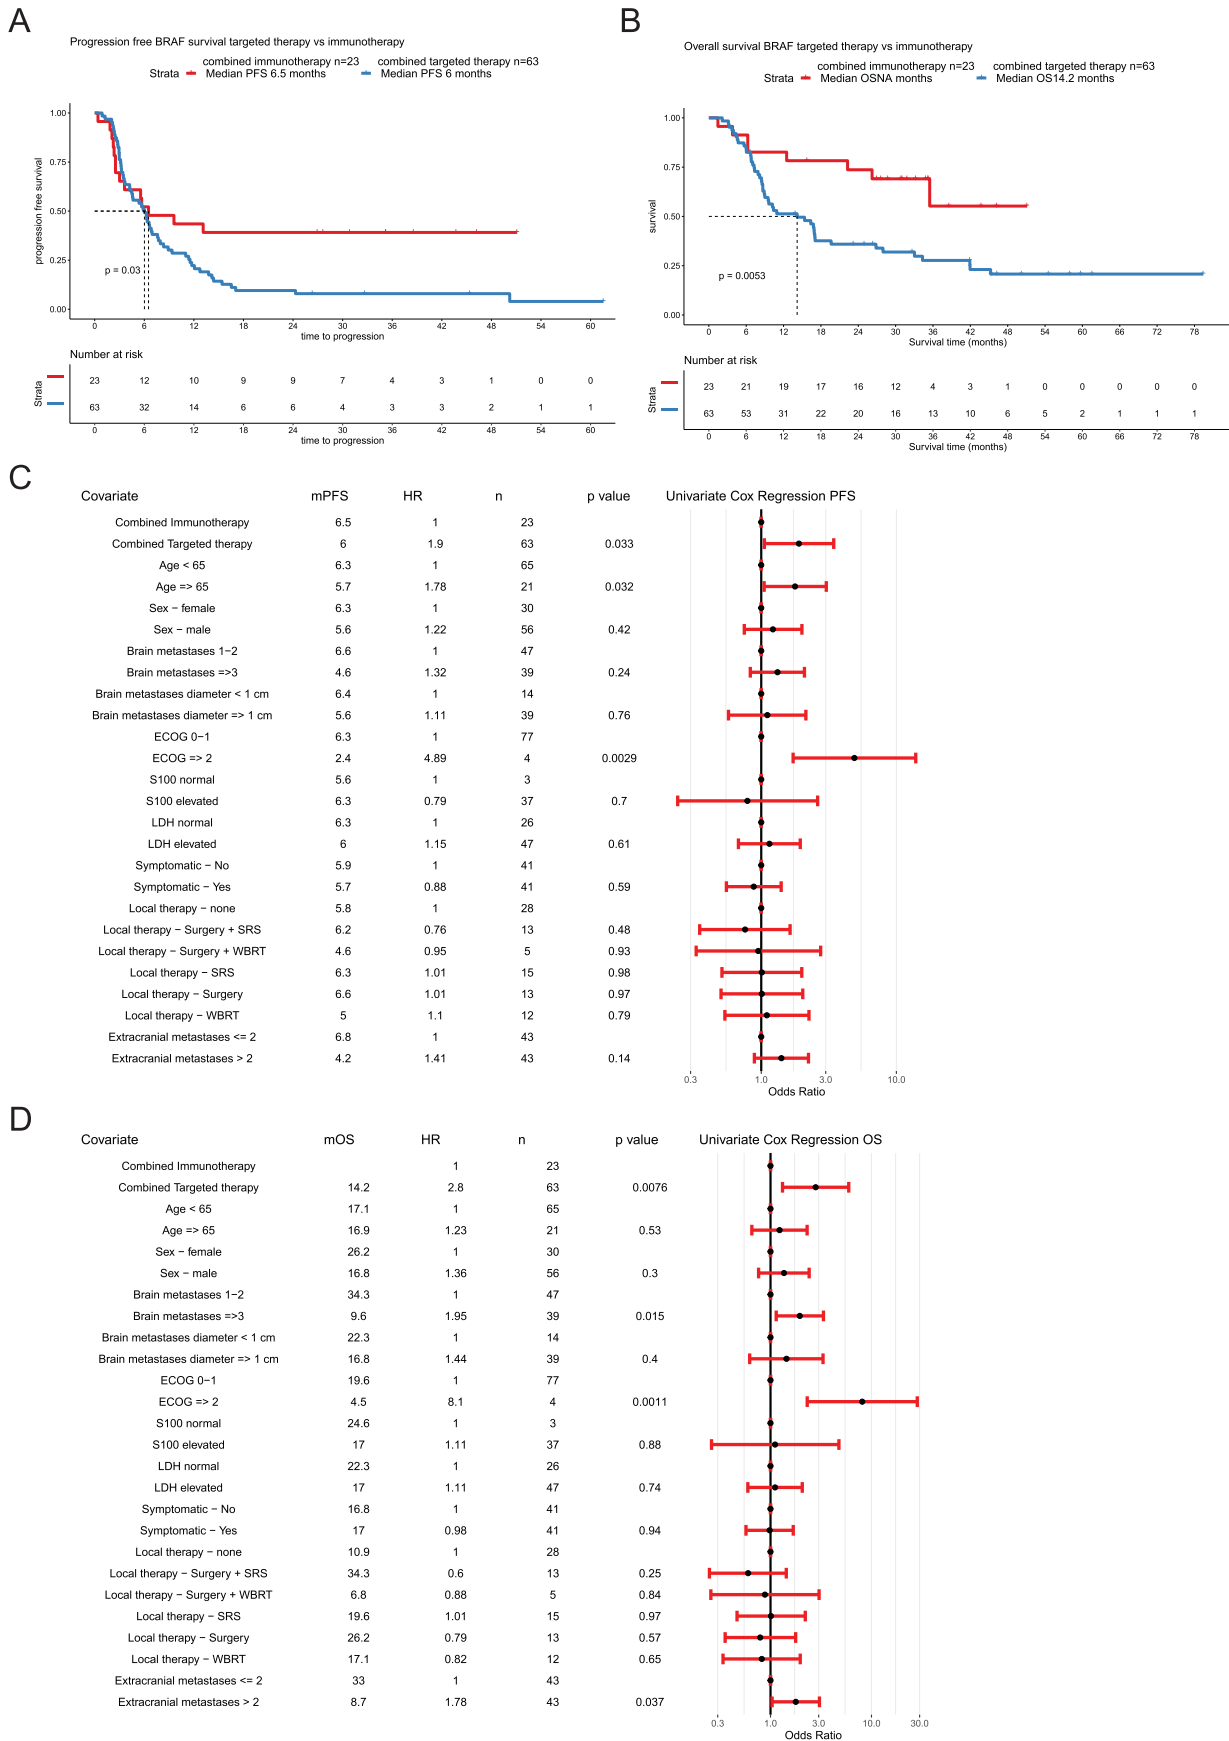 A
Progression free BRAF survival targeted therapy vs immunotherapy
combined immunotherapy n=23 combined targeted therapy n=63
Strata Median PFS 6.5 months Median PFS 6 months
progression free survival
1.00
0.75
0.50
0.25
0.00
p = 0.03
0 6 12 18 24 30 36 42 48 54 60
time to progression
Number at risk
Strata
23 12 10 9 9 7 4 3 1 0 0
63 32 14 6 6 4 3 3 2 1 1
0 6 12 18 24 30 36 42 48 54 60
time to progression
B
Overall survival BRAF targeted therapy vs immunotherapy
combined immunotherapy n=23 combined targeted therapy n=63
Strata Median OSNA months Median OS14.2 months
survival
1.00
0.75
0.50
0.25
0.00
p = 0.0053
0 6 12 18 24 30 36 42 48 54 60 66 72 78
Survival time (months)
Number at risk
Strata
23 21 19 17 16 12 4 3 1 0 0 0 0 0
63 53 31 22 20 16 13 10 6 5 2 1 1 1
0 6 12 18 24 30 36 42 48 54 60 66 72 78
Survival time (months)
C
Covariate mPFS HR n p value Univariate Cox Regression PFS
Combined Immunotherapy 6.5 1 23
Combined Targeted therapy 6 1.9 63 0.033
Age < 65 6.3 1 65
Age => 65 5.7 1.78 21 0.032
Sex − female 6.3 1 30
Sex − male 5.6 1.22 56 0.42
Brain metastases 1−2 6.6 1 47
Brain metastases =>3 4.6 1.32 39 0.24
Brain metastases diameter < 1 cm 6.4 1 14
Brain metastases diameter => 1 cm 5.6 1.11 39 0.76
ECOG 0−1 6.3 1 77
ECOG => 2 2.4 4.89 4 0.0029
S100 normal 5.6 1 3
S100 elevated 6.3 0.79 37 0.7
LDH normal 6.3 1 26
LDH elevated 6 1.15 47 0.61
Symptomatic − No 5.9 1 41
Symptomatic − Yes 5.7 0.88 41 0.59
Local therapy − none 5.8 1 28
Local therapy − Surgery + SRS 6.2 0.76 13 0.48
Local therapy − Surgery + WBRT 4.6 0.95 5 0.93
Local therapy − SRS 6.3 1.01 15 0.98
Local therapy − Surgery 6.6 1.01 13 0.97
Local therapy − WBRT 5 1.1 12 0.79
Extracranial metastases <= 2 6.8 1 43
Extracranial metastases > 2 4.2 1.41 43 0.14
0.3 1.0 3.0 10.0
Odds Ratio
D
Covariate mOS HR n p value Univariate Cox Regression OS
Combined Immunotherapy 1 23
Combined Targeted therapy 14.2 2.8 63 0.0076
Age < 65 17.1 1 65
Age => 65 16.9 1.23 21 0.53
Sex − female 26.2 1 30
Sex − male 16.8 1.36 56 0.3
Brain metastases 1−2 34.3 1 47
Brain metastases =>3 9.6 1.95 39 0.015
Brain metastases diameter < 1 cm 22.3 1 14
Brain metastases diameter => 1 cm 16.8 1.44 39 0.4
ECOG 0−1 19.6 1 77
ECOG => 2 4.5 8.1 4 0.0011
S100 normal 24.6 1 3
S100 elevated 17 1.11 37 0.88
LDH normal 22.3 1 26
LDH elevated 17 1.11 47 0.74
Symptomatic − No 16.8 1 41
Symptomatic − Yes 17 0.98 41 0.94
Local therapy − none 10.9 1 28
Local therapy − Surgery + SRS 34.3 0.6 13 0.25
Local therapy − Surgery + WBRT 6.8 0.88 5 0.84
Local therapy − SRS 19.6 1.01 15 0.97
Local therapy − Surgery 26.2 0.79 13 0.57
Local therapy − WBRT 17.1 0.82 12 0.65
Extracranial metastases <= 2 33 1 43
Extracranial metastases > 2 8.7 1.78 43 0.037
0.3 1.0 3.0 10.0 30.0
Odds Ratio